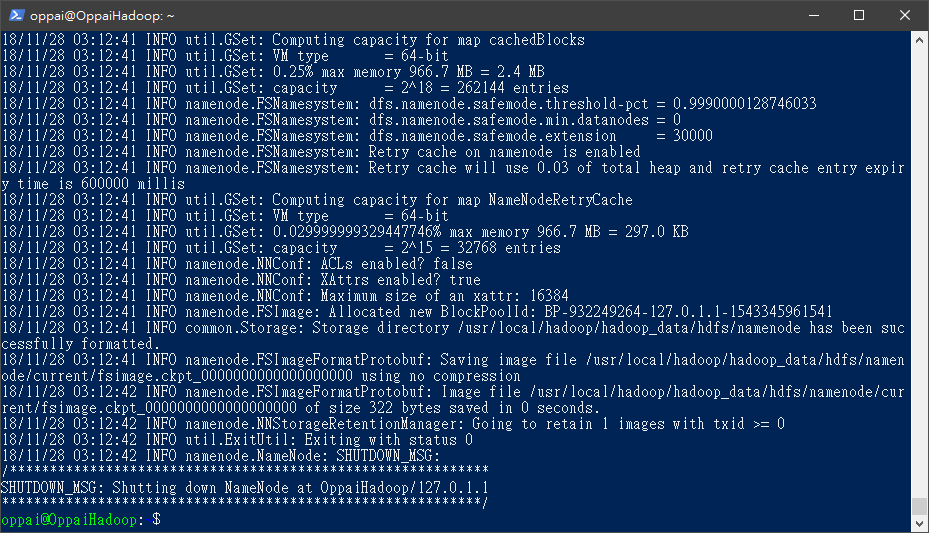 oppai@OppaiHadoop: ~
18/11/28 03:12:41 INFO util.GSet: Computing capacity for map cachedBlocks
18/11/28 03:12:41 INFO util.GSet: VM type       = 64-bit
18/11/28 03:12:41 INFO util.GSet: 0.25% max memory 966.7 MB = 2.4 MB
18/11/28 03:12:41 INFO util.GSet: capacity      = 2^18 = 262144 entries
18/11/28 03:12:41 INFO namenode.FSNamesystem: dfs.namenode.safemode.threshold-pct = 0.9990000128746033
18/11/28 03:12:41 INFO namenode.FSNamesystem: dfs.namenode.safemode.min.datanodes = 0
18/11/28 03:12:41 INFO namenode.FSNamesystem: dfs.namenode.safemode.extension     = 30000
18/11/28 03:12:41 INFO namenode.FSNamesystem: Retry cache on namenode is enabled
18/11/28 03:12:41 INFO namenode.FSNamesystem: Retry cache will use 0.03 of total heap and retry cache entry expir
y time is 600000 millis
18/11/28 03:12:41 INFO util.GSet: Computing capacity for map NameNodeRetryCache
18/11/28 03:12:41 INFO util.GSet: VM type       = 64-bit
18/11/28 03:12:41 INFO util.GSet: 0.029999999329447746% max memory 966.7 MB = 297.0 KB
18/11/28 03:12:41 INFO util.GSet: capacity      = 2^15 = 32768 entries
18/11/28 03:12:41 INFO namenode.NNConf: ACLs enabled? false
18/11/28 03:12:41 INFO namenode.NNConf: XAttrs enabled? true
18/11/28 03:12:41 INFO namenode.NNConf: Maximum size of an xattr: 16384
18/11/28 03:12:41 INFO namenode.FSImage: Allocated new BlockPoolId: BP-932249264-127.0.1.1-1543345961541
18/11/28 03:12:41 INFO common.Storage: Storage directory /usr/local/hadoop/hadoop_data/hdfs/namenode has been suc
cessfully formatted.
18/11/28 03:12:41 INFO namenode.FSImageFormatProtobuf: Saving image file /usr/local/hadoop/hadoop_data/hdfs/namen
ode/current/fsimage.ckpt_0000000000000000000 using no compression
18/11/28 03:12:42 INFO namenode.FSImageFormatProtobuf: Image file /usr/local/hadoop/hadoop_data/hdfs/namenode/cur
rent/fsimage.ckpt_0000000000000000000 of size 322 bytes saved in 0 seconds.
18/11/28 03:12:42 INFO namenode.NNStorageRetentionManager: Going to retain 1 images with txid >= 0
18/11/28 03:12:42 INFO util.ExitUtil: Exiting with status 0
18/11/28 03:12:42 INFO namenode.NameNode: SHUTDOWN_MSG:
/************************************************************
SHUTDOWN_MSG: Shutting down NameNode at OppaiHadoop/127.0.1.1
************************************************************/
oppai@OppaiHadoop: $